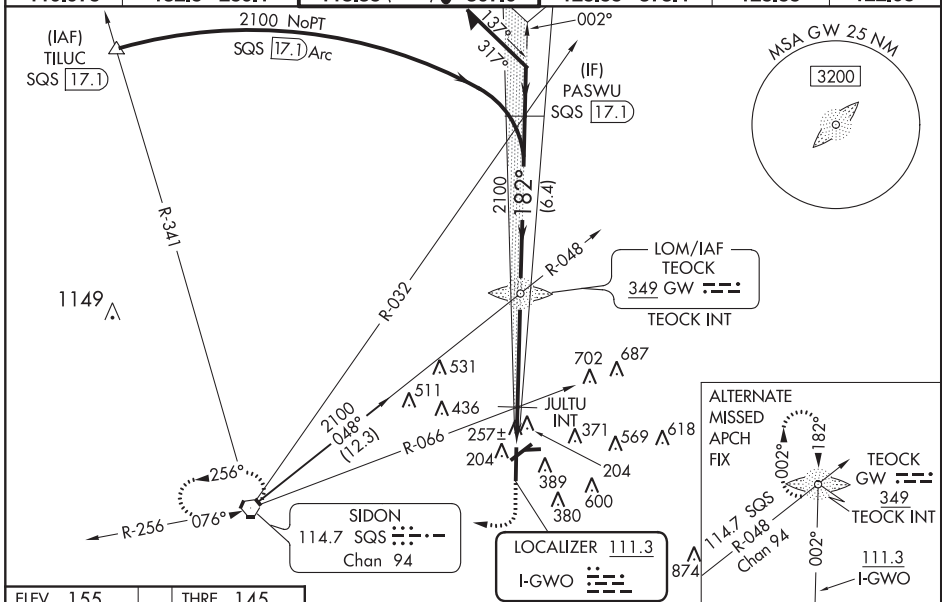 2100 NoPT
SQS 17.1 Arc
(IAF)
TILUC
SQS 17.1
137°
317°
002°
(IF)
PASWU
SQS 17.1
MSA GW 25 NM
3200
R-341
R-032
2100
182°
(6.4)
R-048
LOM/IAF
TEOCK
349 GW
TEOCK INT
1149
531
511
436
702
687
2100
048°
(12.3)
R-066
JULTU
INT
257±
204
371
569
618
204
389
600
380
256°
R-256
076°
SIDON
114.7 SQS
Chan 94
LOCALIZER 111.3
I-GWO
874
ALTERNATE
MISSED
APCH
FIX
002°
182°
TEOCK
GW
349
TEOCK INT
114.7 SQS
R-048
Chan 94
002°
111.3
I-GWO
ELEV 155
THRE 145